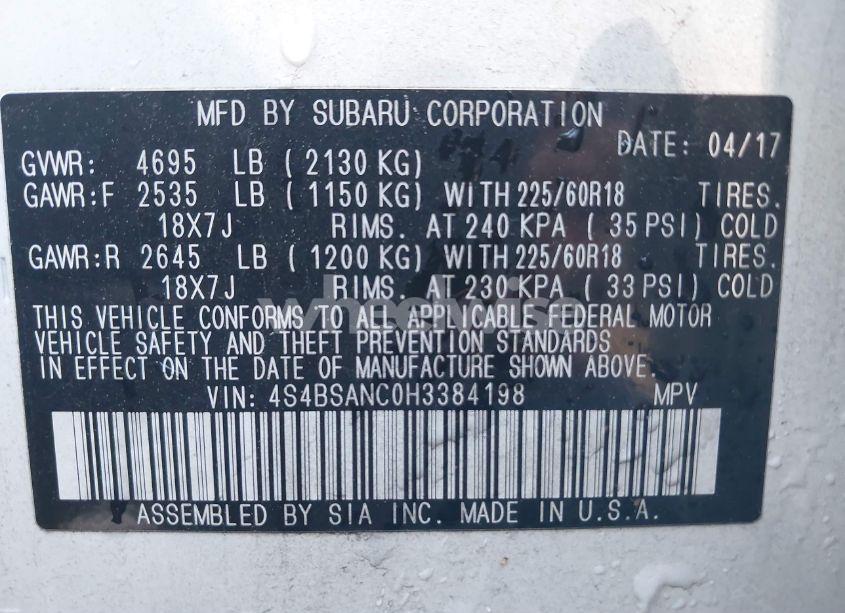 MFD BY SUBARU CORPORATION
DATE: 04/17
GVWR: 4695 LB ( 2130 KG)
GAWR:F 2535 LB ( 1150 KG) WITH 225/60R18 TIRES.
18X7J RIMS. AT 240 KPA ( 35 PSI) COLD
GAWR:R 2645 LB ( 1200 KG) WITH 225/60R18 TIRES.
18X7J RIMS. AT 230 KPA ( 33 PSI) COLD
THIS VEHICLE CONFORMS TO ALL APPLICABLE FEDERAL MOTOR
VEHICLE SAFETY AND THEFT PREVENTION STANDARDS
IN EFFECT ON THE DATE OF MANUFACTURE SHOWN ABOVE.
VIN: 4S4BSANC0H3384198 MPV
ASSEMBLED BY SIA INC. MADE IN U.S.A.